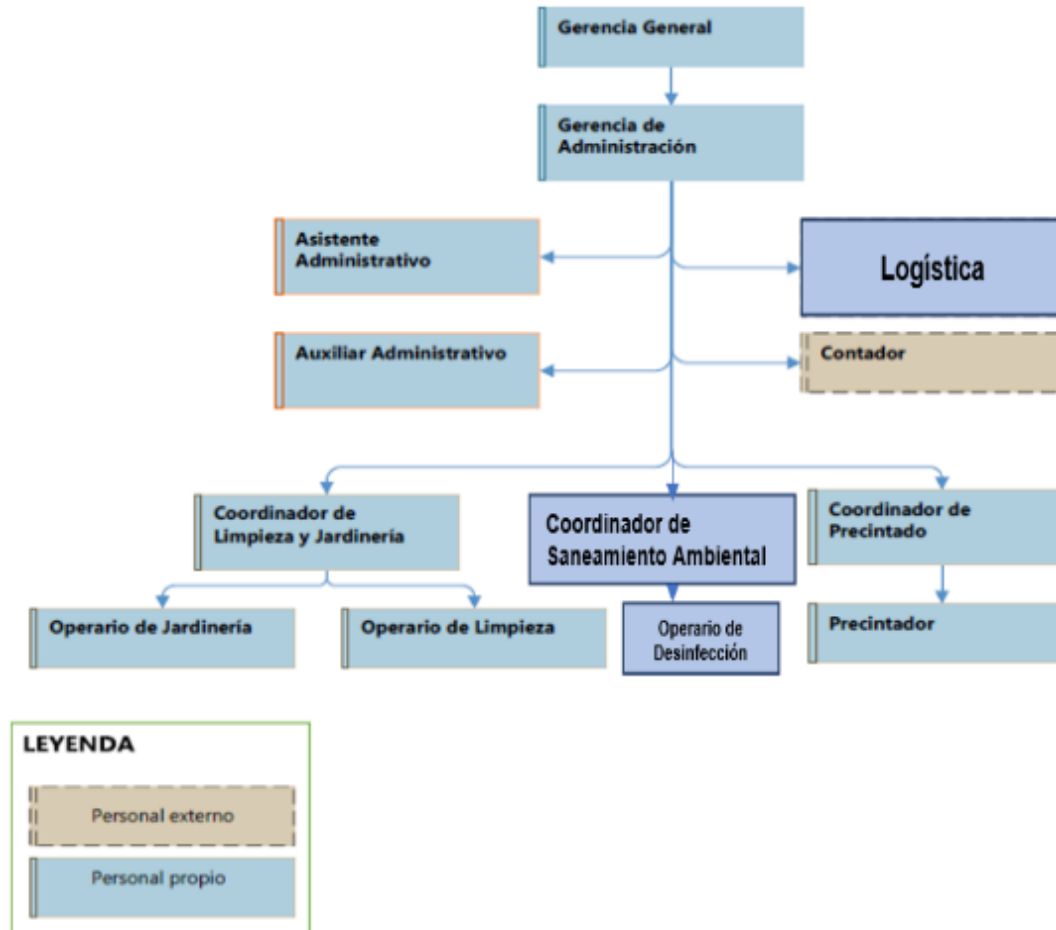 Gerencia General
Gerencia de
Administración
Asistente
Administrativo
Logística
Auxiliar Administrativo
Contador
Coordinador de
Limpieza y Jardinería
Coordinador de
Saneamiento Ambiental
Coordinador de
Precintado
Operario de Jardinería
Operario de Limpieza
Operario de
Desinfección
Precintador
LEYENDA
Personal externo
Personal propio